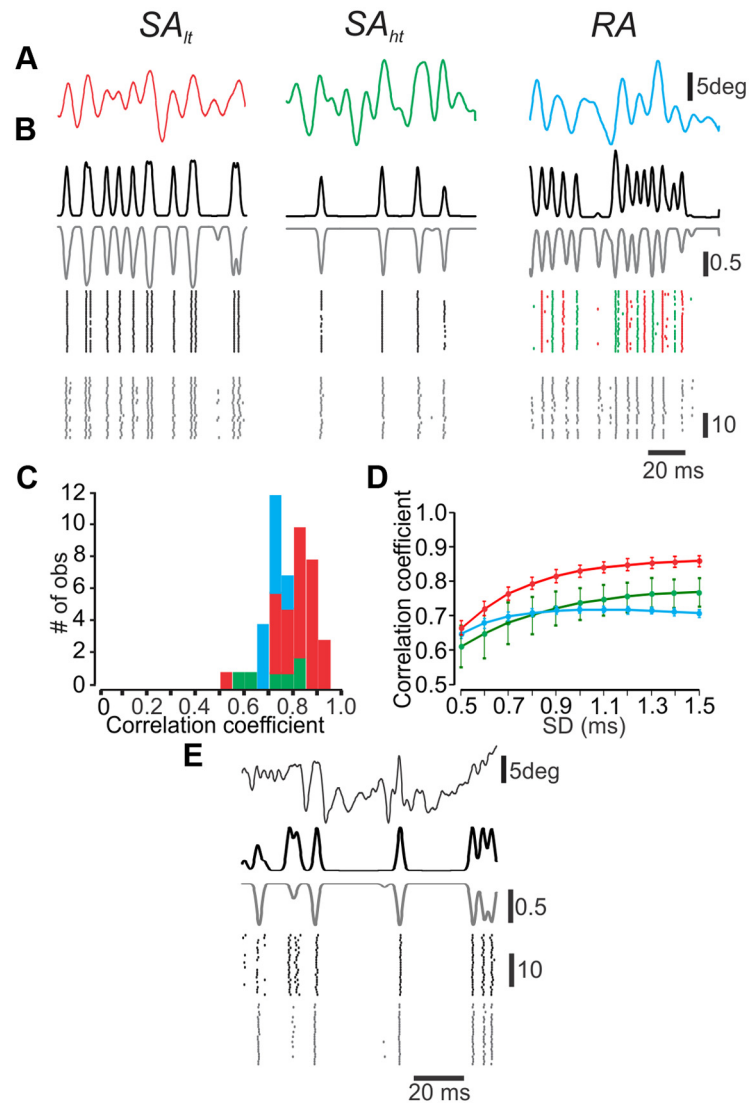 SAlt SAht RA
A
5deg
B
0.5
10
20 ms
C
12
10
8
6
4
2
0
# of obs
0 0.2 0.4 0.6 0.8 1.0
Correlation coefficient
D
1.0
0.9
0.8
0.7
0.6
0.5
Correlation coefficient
0.5 0.7 0.9 1.1 1.3 1.5
SD (ms)
E
5deg
0.5
10
20 ms